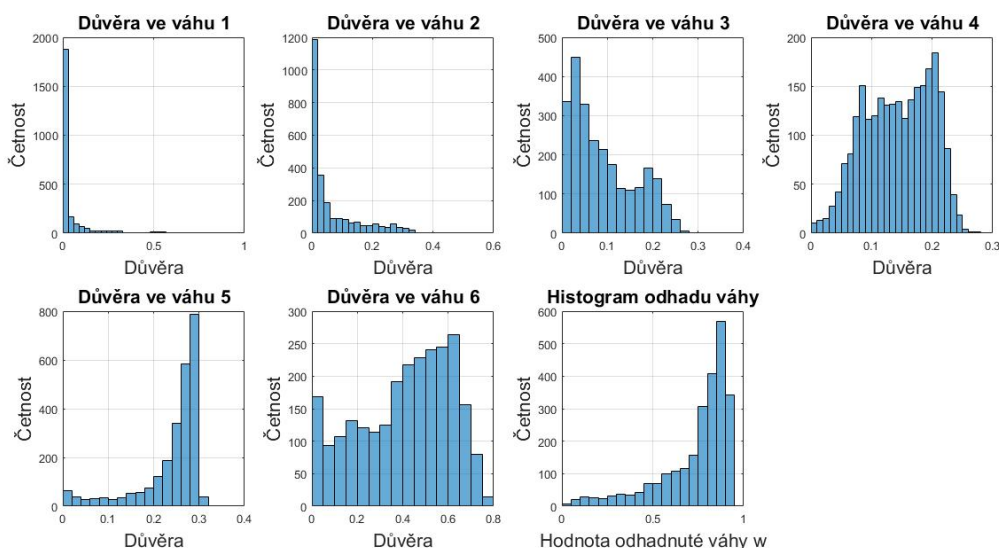 Důvěra ve váhu 1
2000
1500
1000
500
0
0 0.5 1
Četnost
Důvěra
Důvěra ve váhu 2
1200
1000
800
600
400
200
0
0 0.2 0.4 0.6
Četnost
Důvěra
Důvěra ve váhu 3
500
400
300
200
100
0
0 0.1 0.2 0.3 0.4
Četnost
Důvěra
Důvěra ve váhu 4
200
150
100
50
0
0 0.1 0.2 0.3
Četnost
Důvěra
Důvěra ve váhu 5
800
600
400
200
0
0 0.1 0.2 0.3 0.4
Četnost
Důvěra
Důvěra ve váhu 6
300
250
200
150
100
50
0
0 0.2 0.4 0.6 0.8
Četnost
Důvěra
Histogram odhadu váhy
600
500
400
300
200
100
0
0 0.5 1
Četnost
Hodnota odhadnuté váhy w